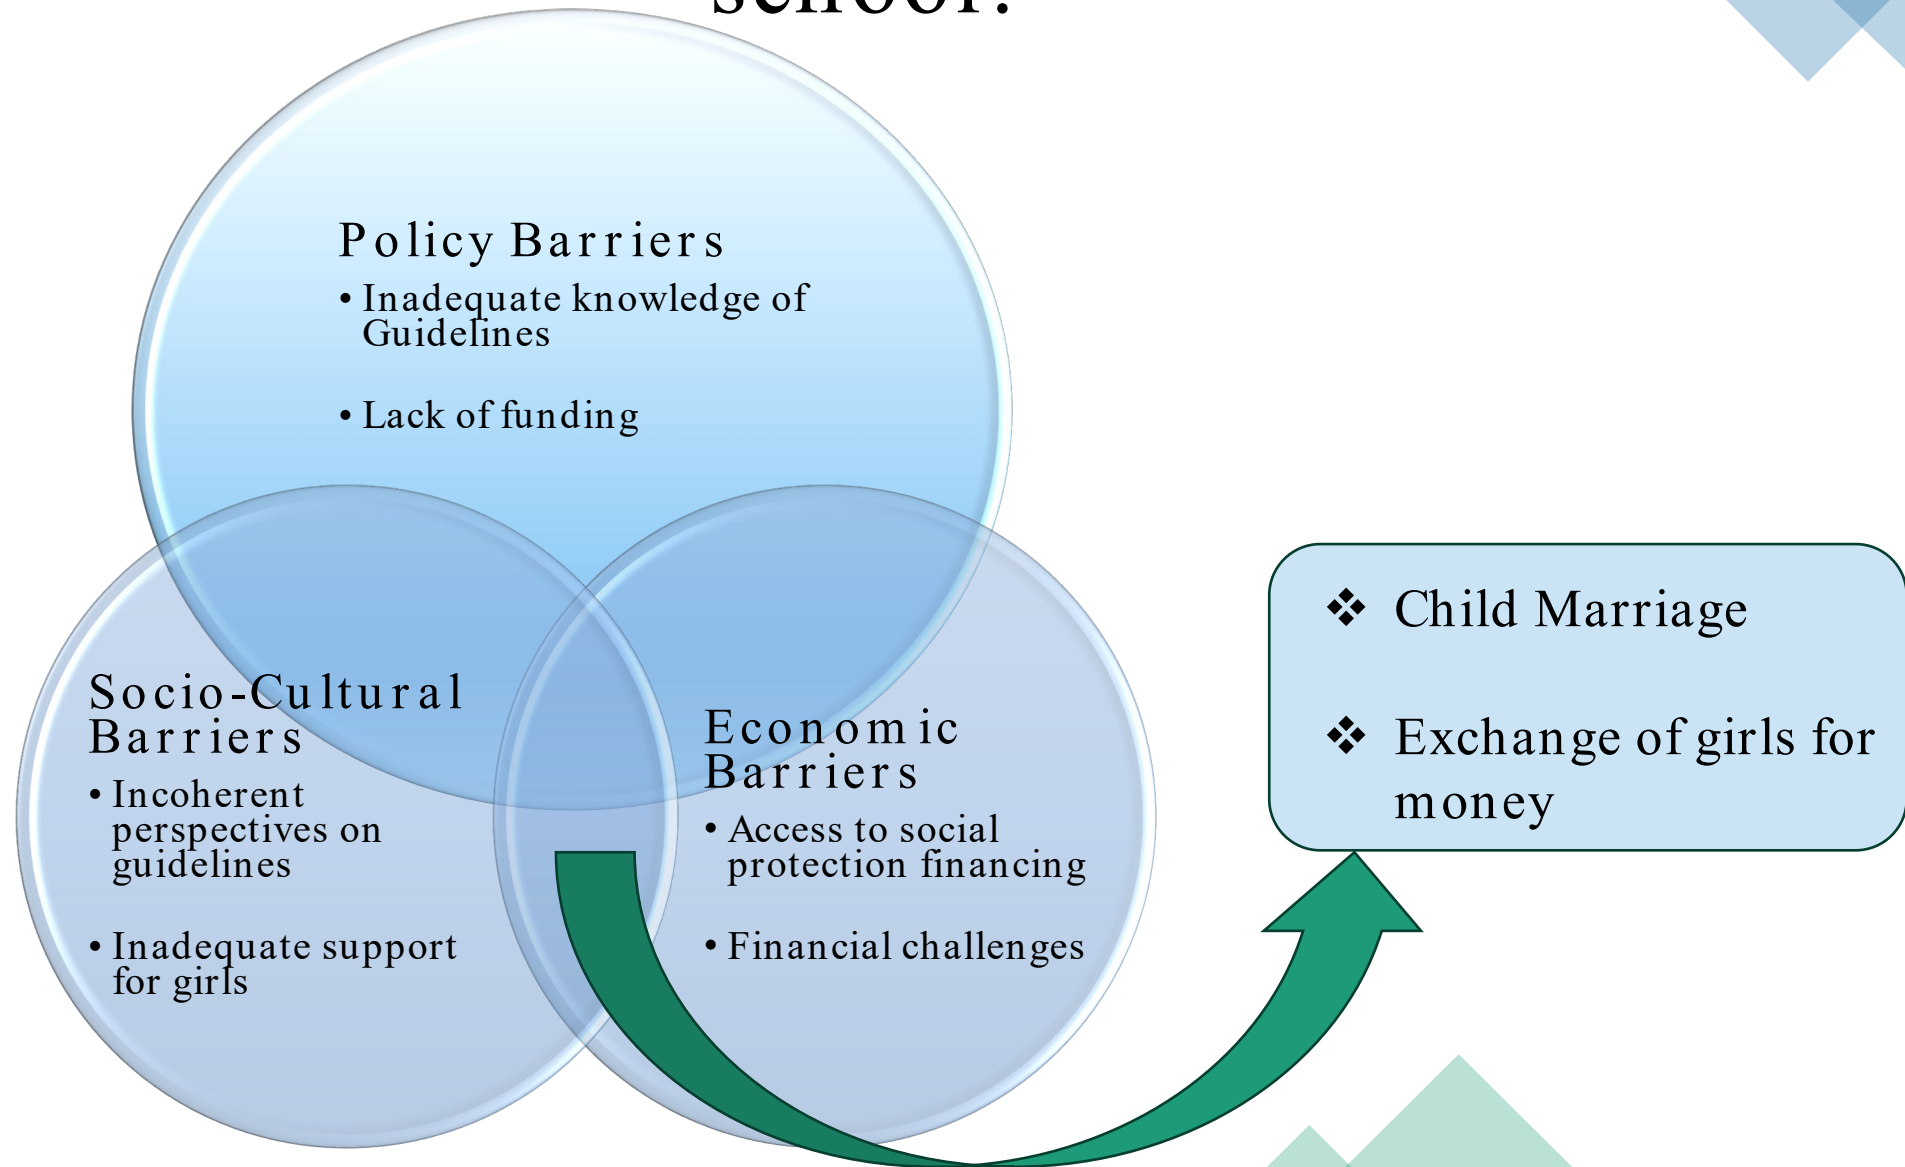 school?
Policy Barriers
• Inadequate knowledge of
Guidelines
• Lack of funding
Socio-Cultural
Barriers
• Incoherent
perspectives on
guidelines
• Inadequate support
for girls
Economic
Barriers
• Access to social
protection financing
• Financial challenges
❖ Child Marriage
❖ Exchange of girls for
money